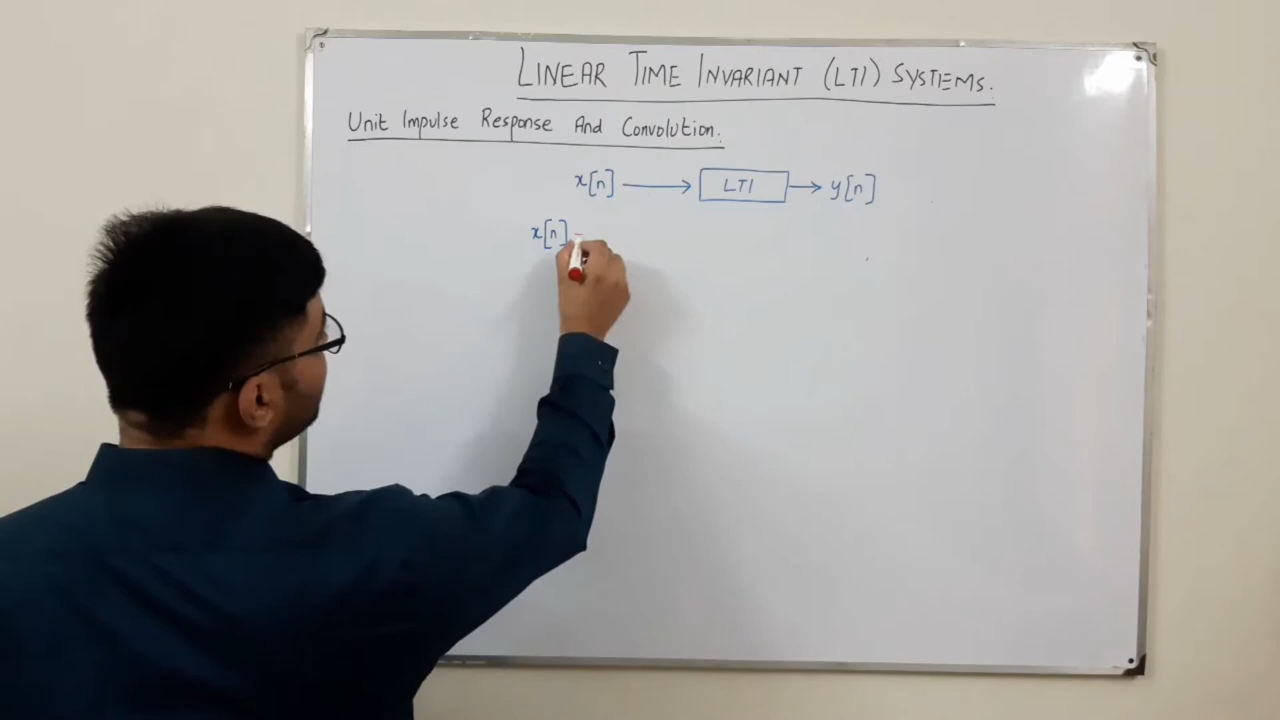 LINEAR TIME INVARIANT (LTI) SYSTEMS.
Unit Impulse Response And Convolution.
x[n] → LTI → y[n]
x[n] -